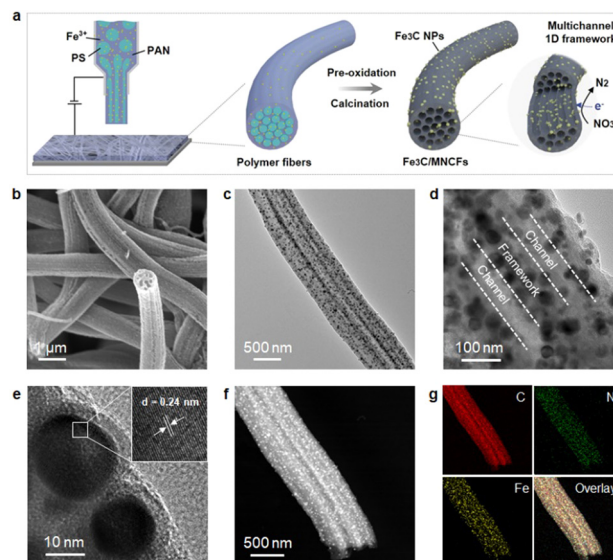 a
Fe3+
PS
PAN
Polymer fibers
Pre-oxidation
Calcination
Fe3C NPs
Fe3C/MNCFs
Multichannel
1D framework
N2
e-
NO3
b
1 μm
c
500 nm
d
Channel
Framework
Channel
100 nm
e
d = 0.24 nm
10 nm
f
500 nm
g
C
N
Fe
Overlay